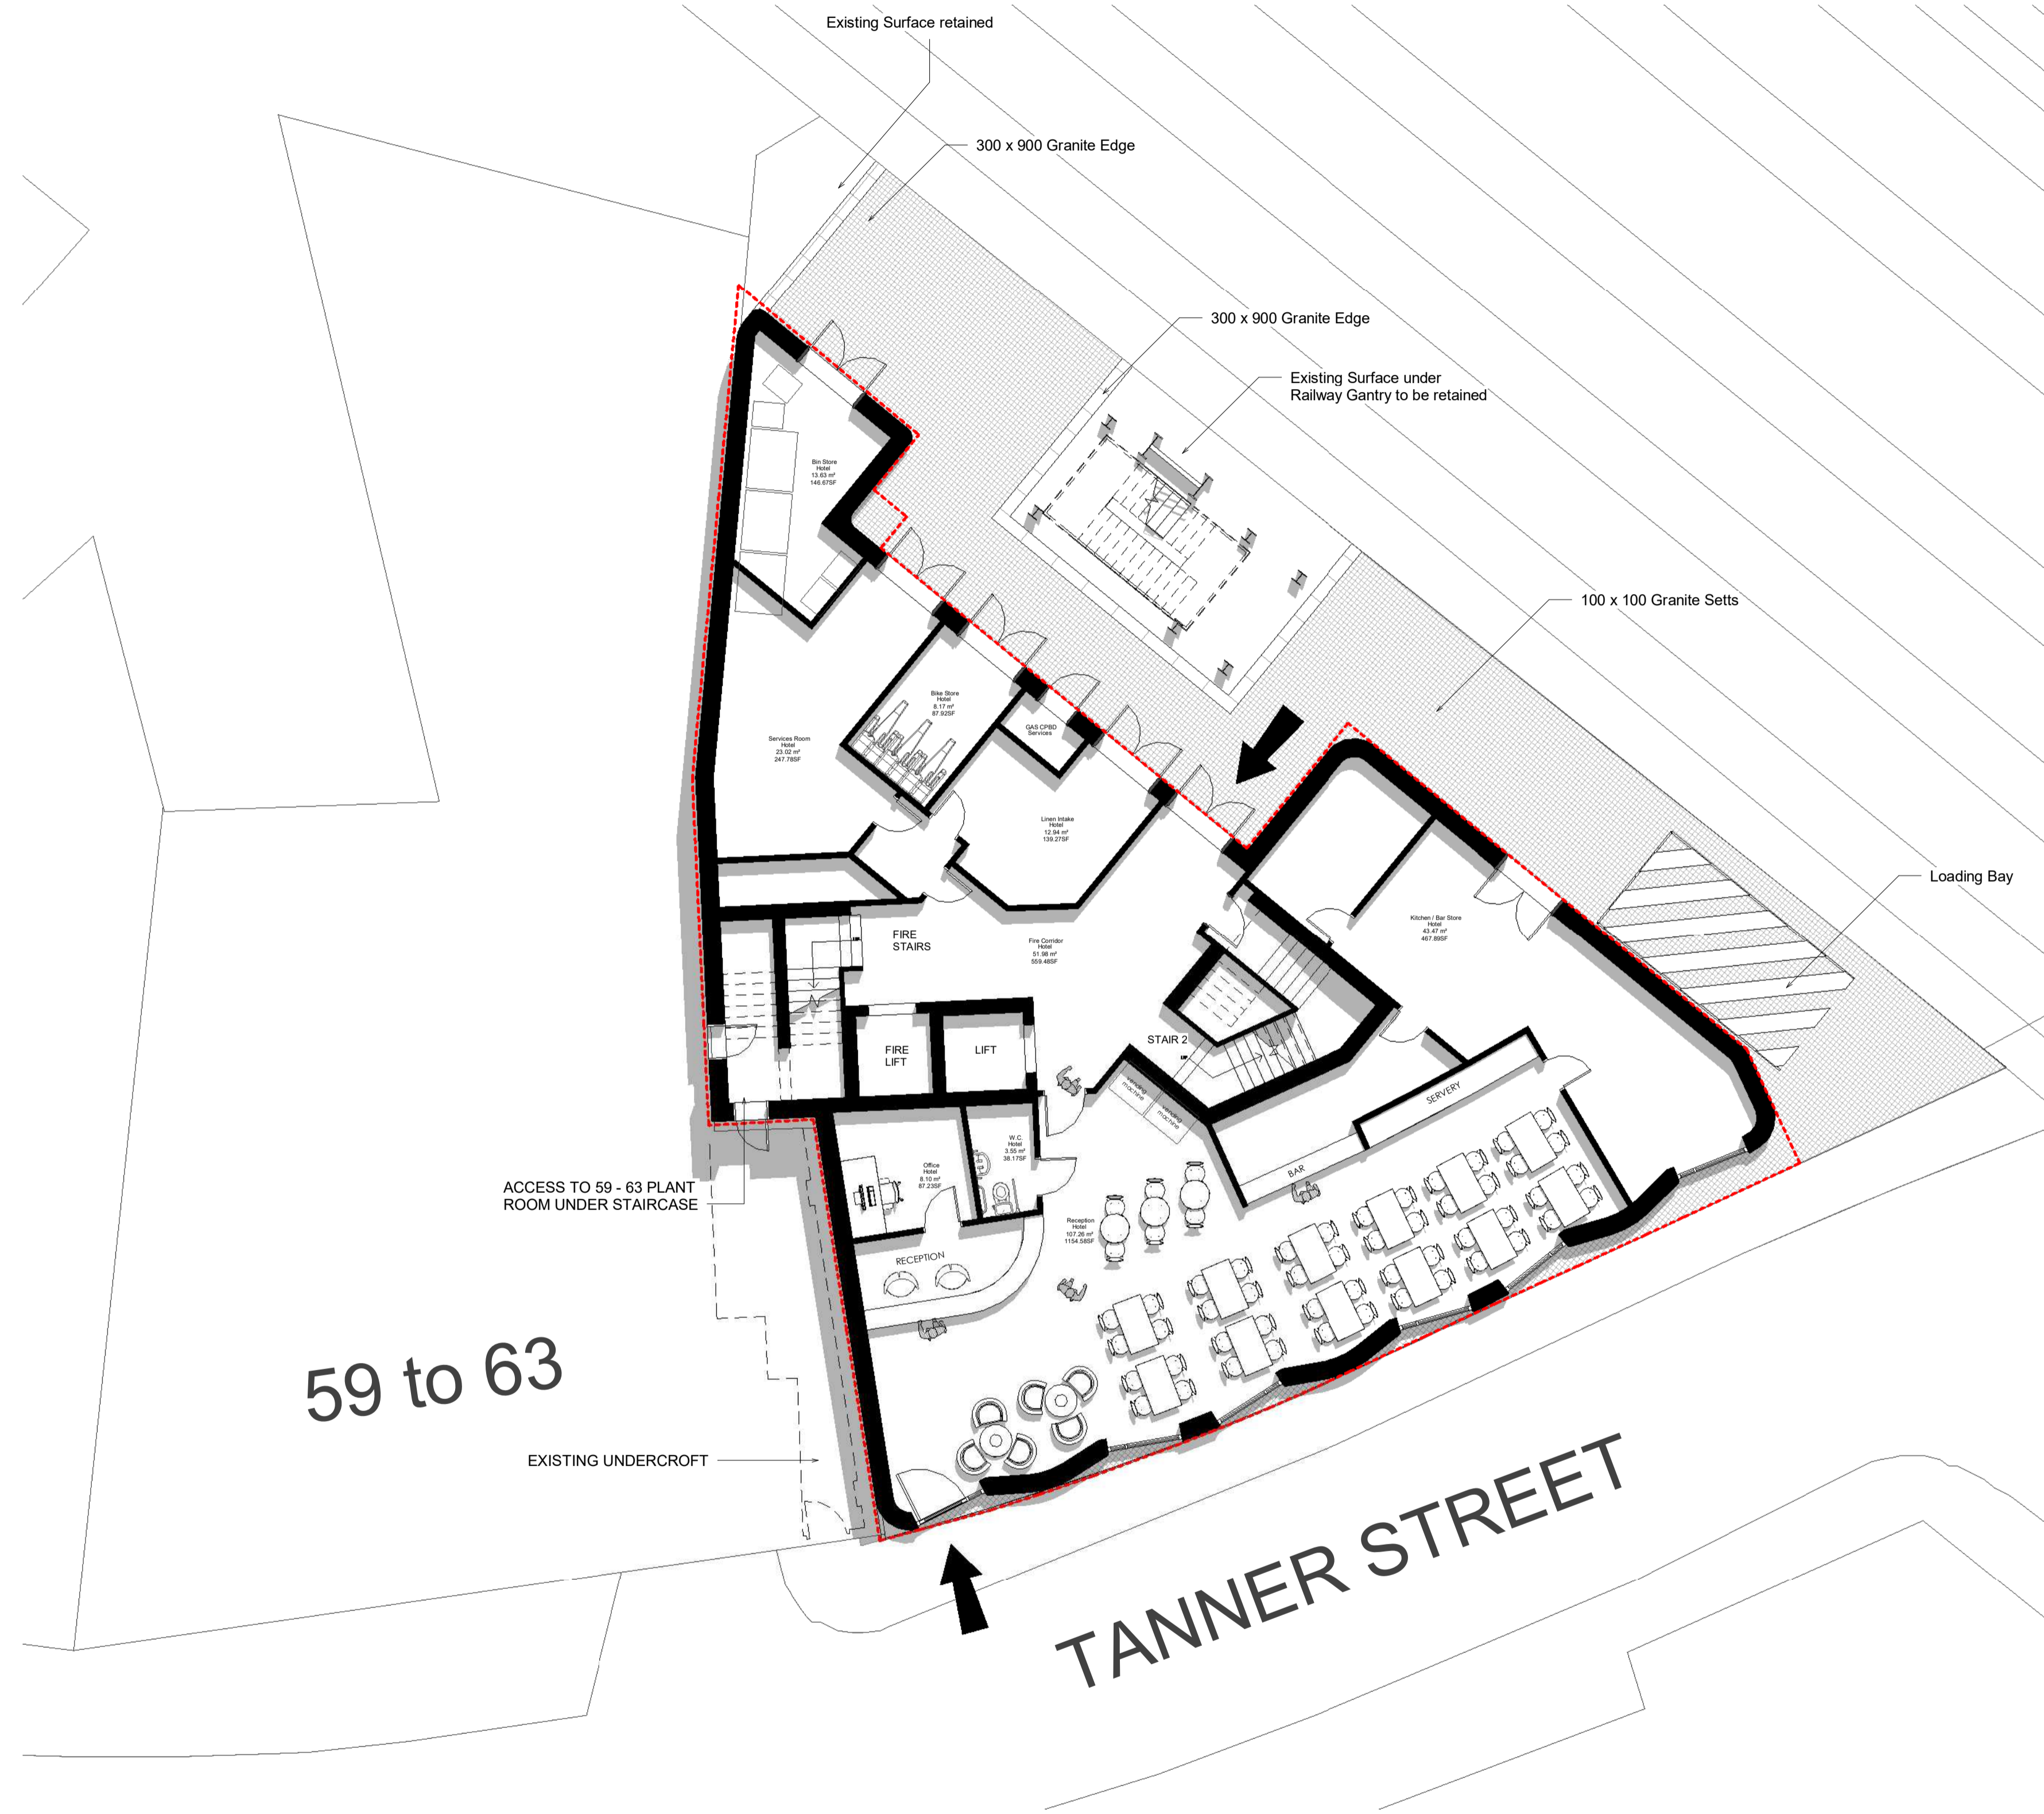 Existing Surface retained
300 x 900 Granite Edge
300 x 900 Granite Edge
Existing Surface under
Railway Gantry to be retained
100 x 100 Granite Setts
Loading Bay
Bin Store
Hotel
13.63 m²
146.67SF
Bike Store
Hotel
8.17 m²
87.92SF
GAS CPBD
Services
Services Room
Hotel
23.02 m²
247.78SF
Linen Intake
Hotel
12.94 m²
139.27SF
Kitchen / Bar Store
Hotel
43.47 m²
467.89SF
FIRE
STAIRS
Fire Corridor
Hotel
51.98 m²
559.48SF
FIRE
LIFT
LIFT
STAIR 2
vending
machine
vending
machine
SERVERY
BAR
W.C.
Hotel
3.55 m²
38.17SF
Office
Hotel
8.10 m²
87.23SF
ACCESS TO 59 - 63 PLANT
ROOM UNDER STAIRCASE
Reception
Hotel
107.26 m²
1154.58SF
RECEPTION
59 to 63
EXISTING UNDERCROFT
TANNER STREET